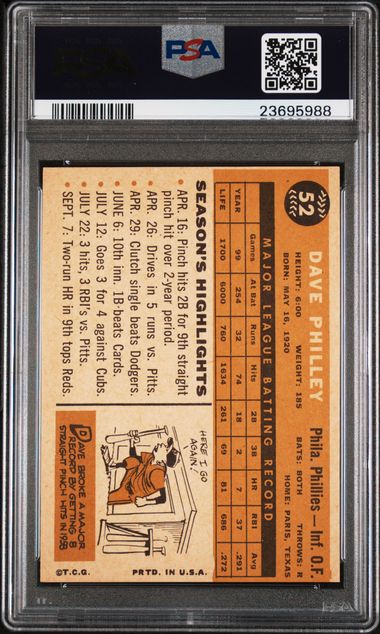 PSA
PSA
23695988
52
DAVE PHILLEY
Phila. Phillies—Inf. O.F.
HEIGHT: 6:00 WEIGHT: 185 BATS: BOTH THROWS: R
BORN: MAY 16, 1920 HOME: PARIS, TEXAS
MAJOR LEAGUE BATTING RECORD
Games At Bat Runs Hits 2B 3B HR RBI Avg
YEAR 99 254 32 74 18 2 7 37 .291
LIFE 1700 6000 760 1634 261 69 81 686 .272
SEASON'S HIGHLIGHTS
• APR. 16: Pinch hits 2B for 9th straight
pinch hit over 2-year period.
• APR. 26: Drives in 5 runs vs. Pitts.
• APR. 29: Clutch single beats Dodgers.
• JUNE 6: 10th inn. 1B-beats Cards.
• JULY 12: Goes 3 for 4 against Cubs.
• JULY 22: 3 hits, 3 RBI's vs. Pitts.
• SEPT. 7: Two-run HR in 9th tops Reds.
HERE I GO
AGAIN!
DAVE BROKE A MAJOR
RECORD BY GETTING 8
STRAIGHT PINCH HITS IN 1958
©T.C.G. PRTD. IN U.S.A.